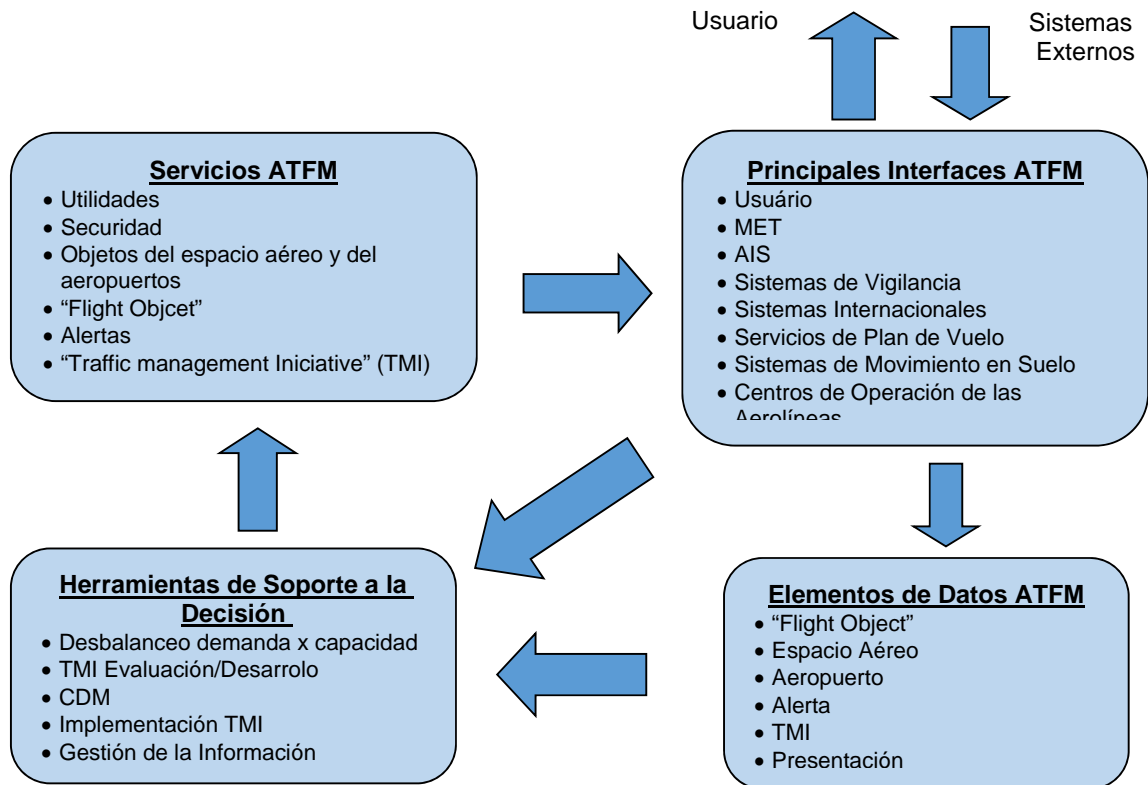 Usuario
Sistemas
Externos
Servicios ATFM
• Utilidades
• Securidad
• Objetos del espacio aéreo y del
aeropuertos
• “Flight Objcet”
• Alertas
• “Traffic management Iniciative” (TMI)
Principales Interfaces ATFM
• Usuário
• MET
• AIS
• Sistemas de Vigilancia
• Sistemas Internacionales
• Servicios de Plan de Vuelo
• Sistemas de Movimiento en Suelo
• Centros de Operación de las
Aerolíneas
Herramientas de Soporte a la
Decisión
• Desbalanceo demanda x capacidad
• TMI Evaluación/Desarrolo
• CDM
• Implementación TMI
• Gestión de la Información
Elementos de Datos ATFM
• “Flight Object”
• Espacio Aéreo
• Aeropuerto
• Alerta
• TMI
• Presentación